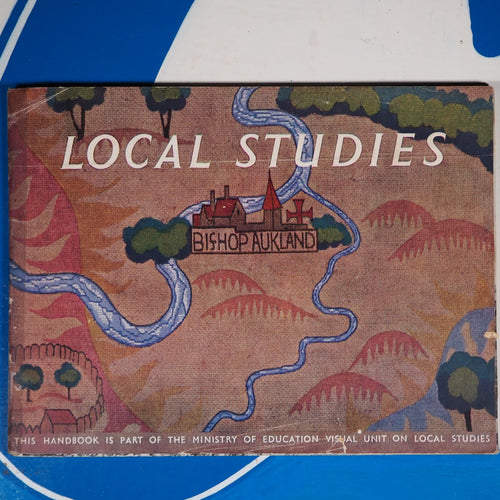 LOCAL STUDIES
BISHOP AUKLAND
THIS HANDBOOK IS PART OF THE MINISTRY OF EDUCATION VISUAL UNIT ON LOCAL STUDIES